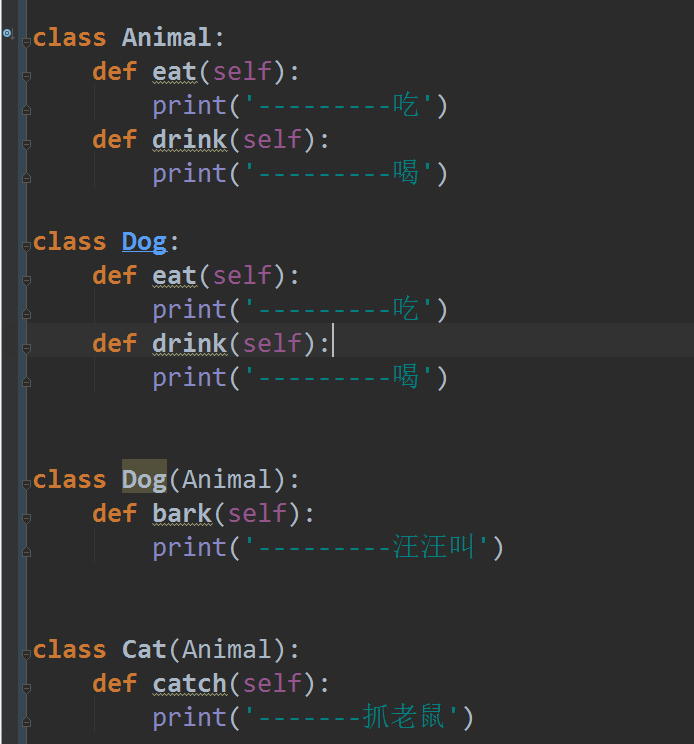 class Animal:
    def eat(self):
        print('---------吃')
    def drink(self):
        print('---------喝')
class Dog:
    def eat(self):
        print('---------吃')
    def drink(self):
        print('---------喝')
class Dog(Animal):
    def bark(self):
        print('---------汪汪叫')
class Cat(Animal):
    def catch(self):
        print('-------抓老鼠')